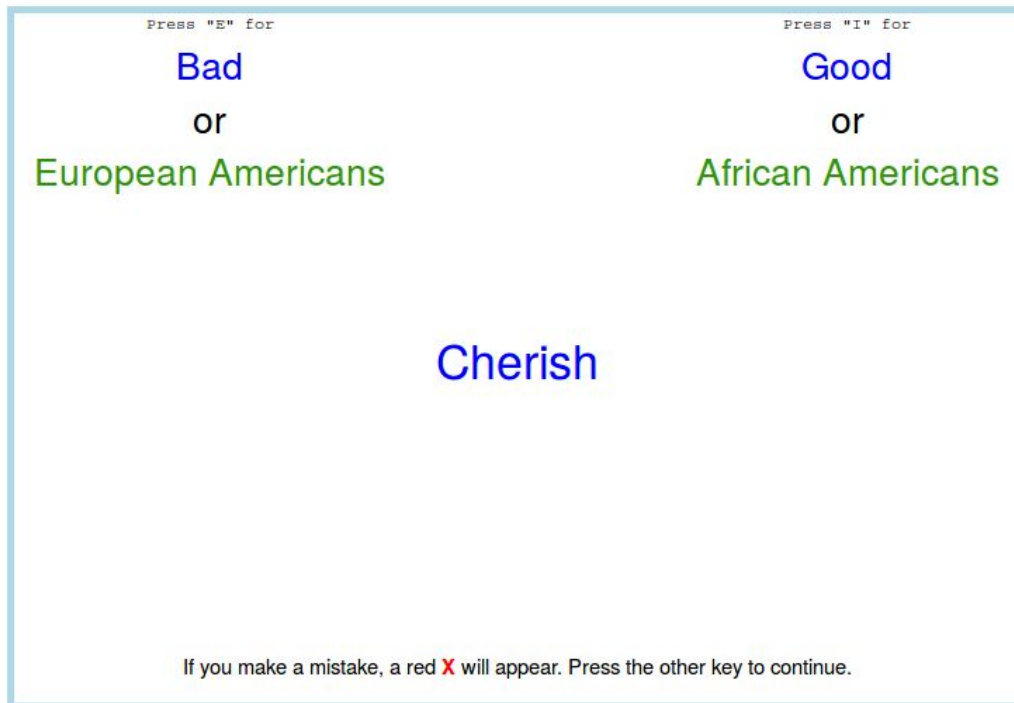 Press "E" for
Bad
or
European Americans
Press "I" for
Good
or
African Americans
Cherish
If you make a mistake, a red X will appear. Press the other key to continue.